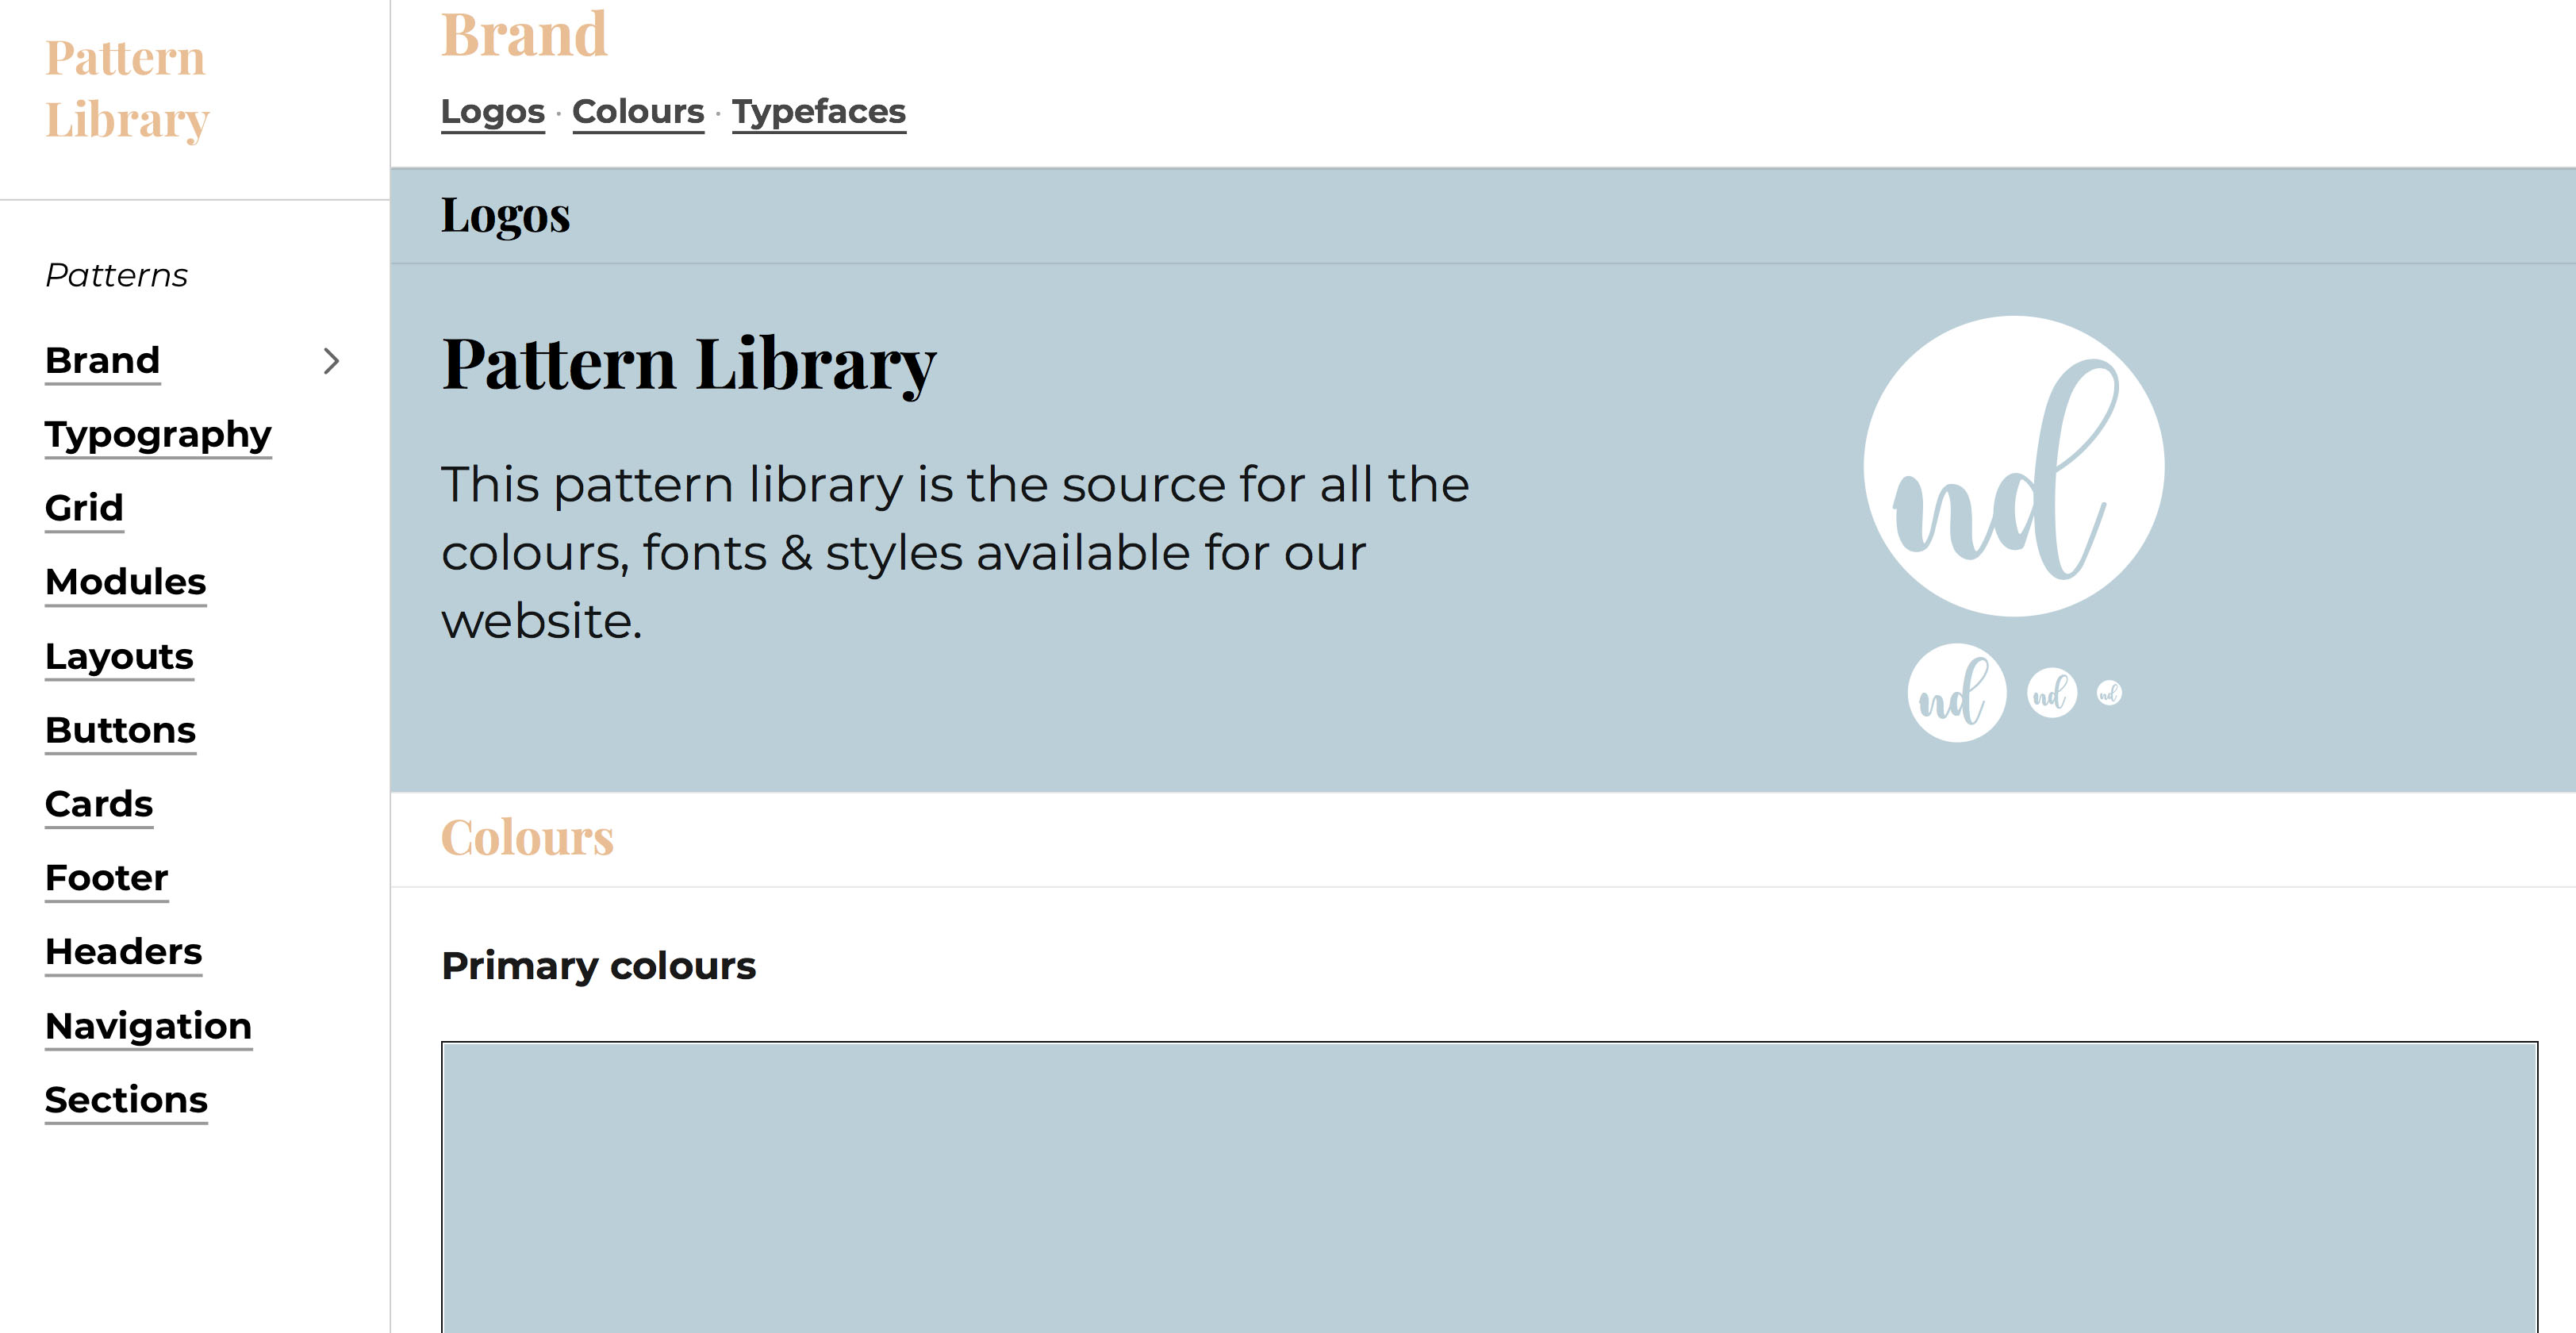 Pattern
Library
Patterns
Brand
Typography
Grid
Modules
Layouts
Buttons
Cards
Footer
Headers
Navigation
Sections
Brand
Logos · Colours · Typefaces
Logos
Pattern Library
This pattern library is the source for all the
colours, fonts & styles available for our
website.
nd
nd nd nd
Colours
Primary colours